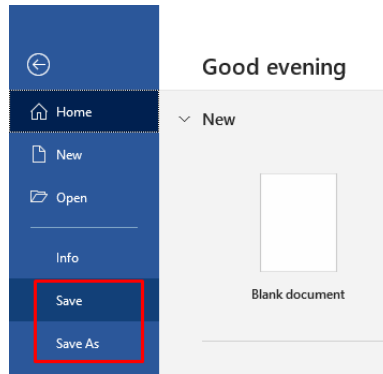 Good evening
Home
New
New
Open
Info
Save
Blank document
Save As